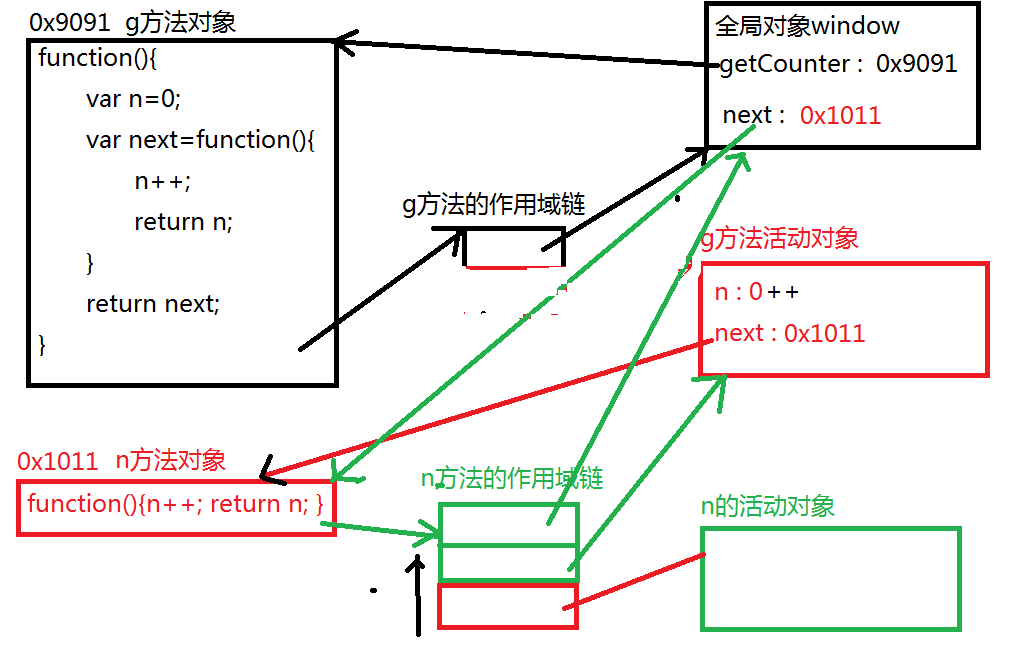 0x9091 g方法对象
function(){
var n=0;
var next=function(){
n++;
return n;
}
return next;
}
全局对象window
getCounter : 0x9091
next : 0x1011
g方法的作用域链
g方法活动对象
n : 0++
next : 0x1011
0x1011 n方法对象
function(){n++; return n; }
n方法的作用域链
n的活动对象